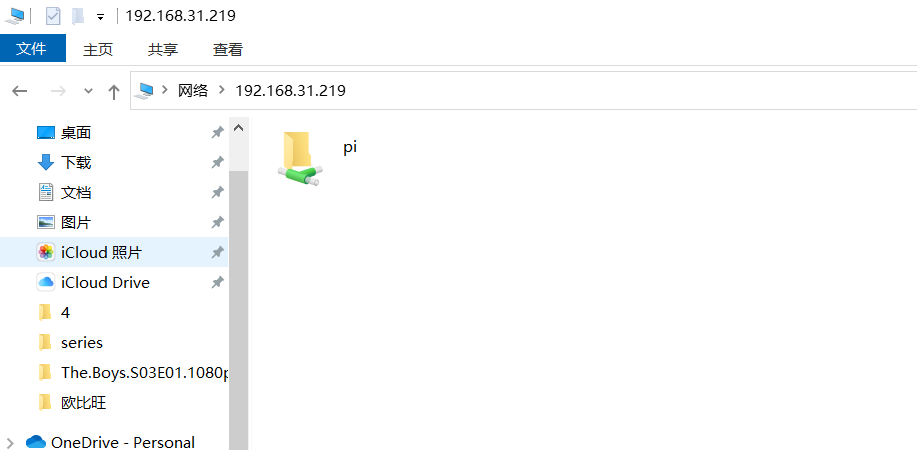 192.168.31.219
文件 主页 共享 查看
网络 192.168.31.219
桌面
下载
文档
图片
iCloud 照片
iCloud Drive
4
series
The.Boys.S03E01.1080p
欧比旺
OneDrive - Personal
pi